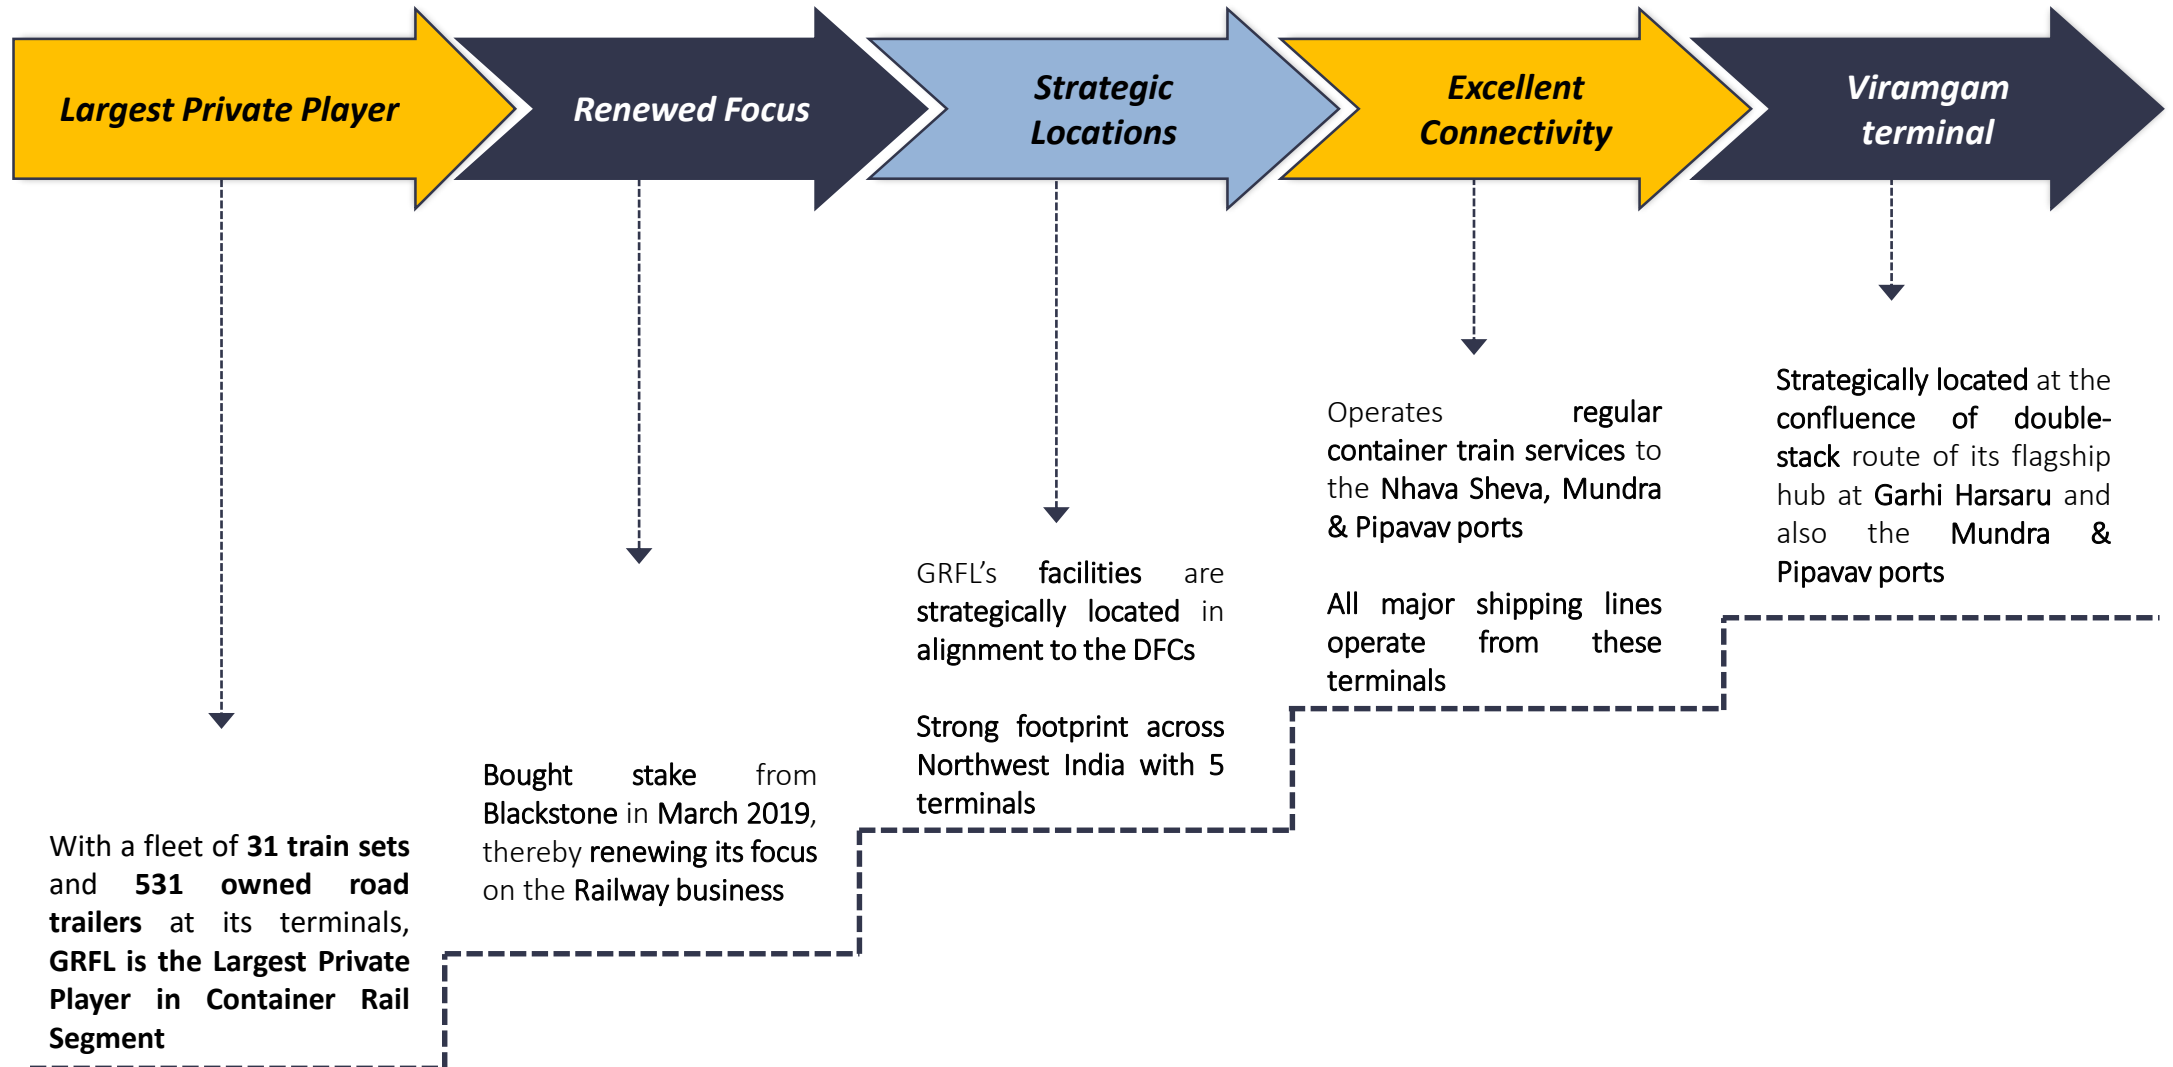 Largest Private Player
Renewed Focus
Strategic
Locations
Excellent
Connectivity
Viramgam
terminal
With a fleet of 31 train sets
and 531 owned road
trailers at its terminals,
GRFL is the Largest Private
Player in Container Rail
Segment
Bought stake from
Blackstone in March 2019,
thereby renewing its focus
on the Railway business
GRFL’s facilities are
strategically located in
alignment to the DFCs
Strong footprint across
Northwest India with 5
terminals
Operates regular
container train services to
the Nhava Sheva, Mundra
& Pipavav ports
All major shipping lines
operate from these
terminals
Strategically located at the
confluence of double-
stack route of its flagship
hub at Garhi Harsaru and
also the Mundra &
Pipavav ports